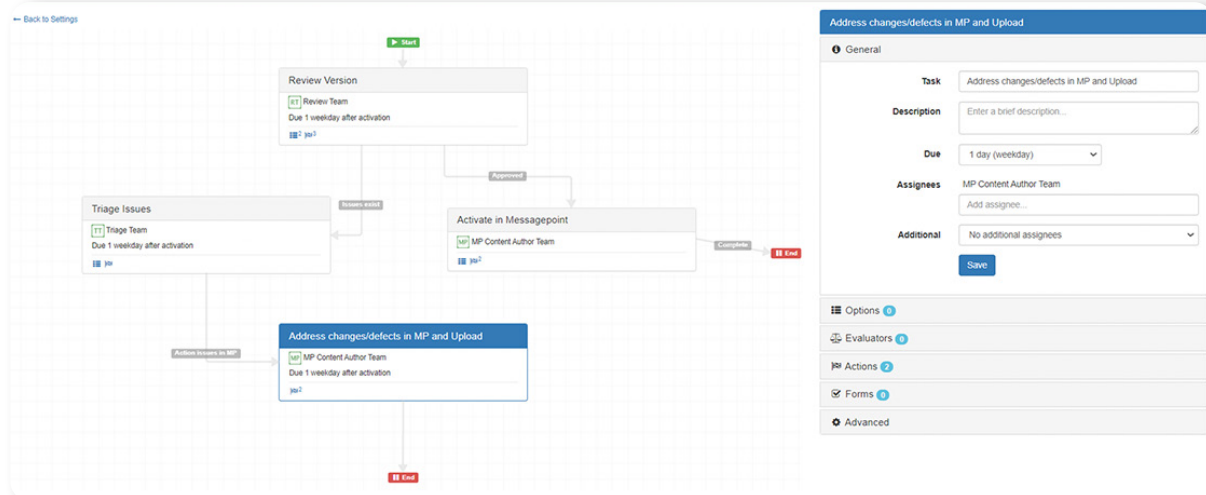 Back to Settings
Start
Review Version
RT Review Team
Due 1 weekday after activation
2 3
Issues exist
Approved
Triage Issues
TT Triage Team
Due 1 weekday after activation
Activate in Messagepoint
MP MP Content Author Team
2
Complete
End
Action issues in MP
Address changes/defects in MP and Upload
MP MP Content Author Team
Due 1 weekday after activation
2
End
Address changes/defects in MP and Upload
General
Task Address changes/defects in MP and Upload
Description Enter a brief description...
Due 1 day (weekday)
Assignees MP Content Author Team
Add assignee...
Additional No additional assignees
Save
Options 0
Evaluators 0
Actions 2
Forms 0
Advanced